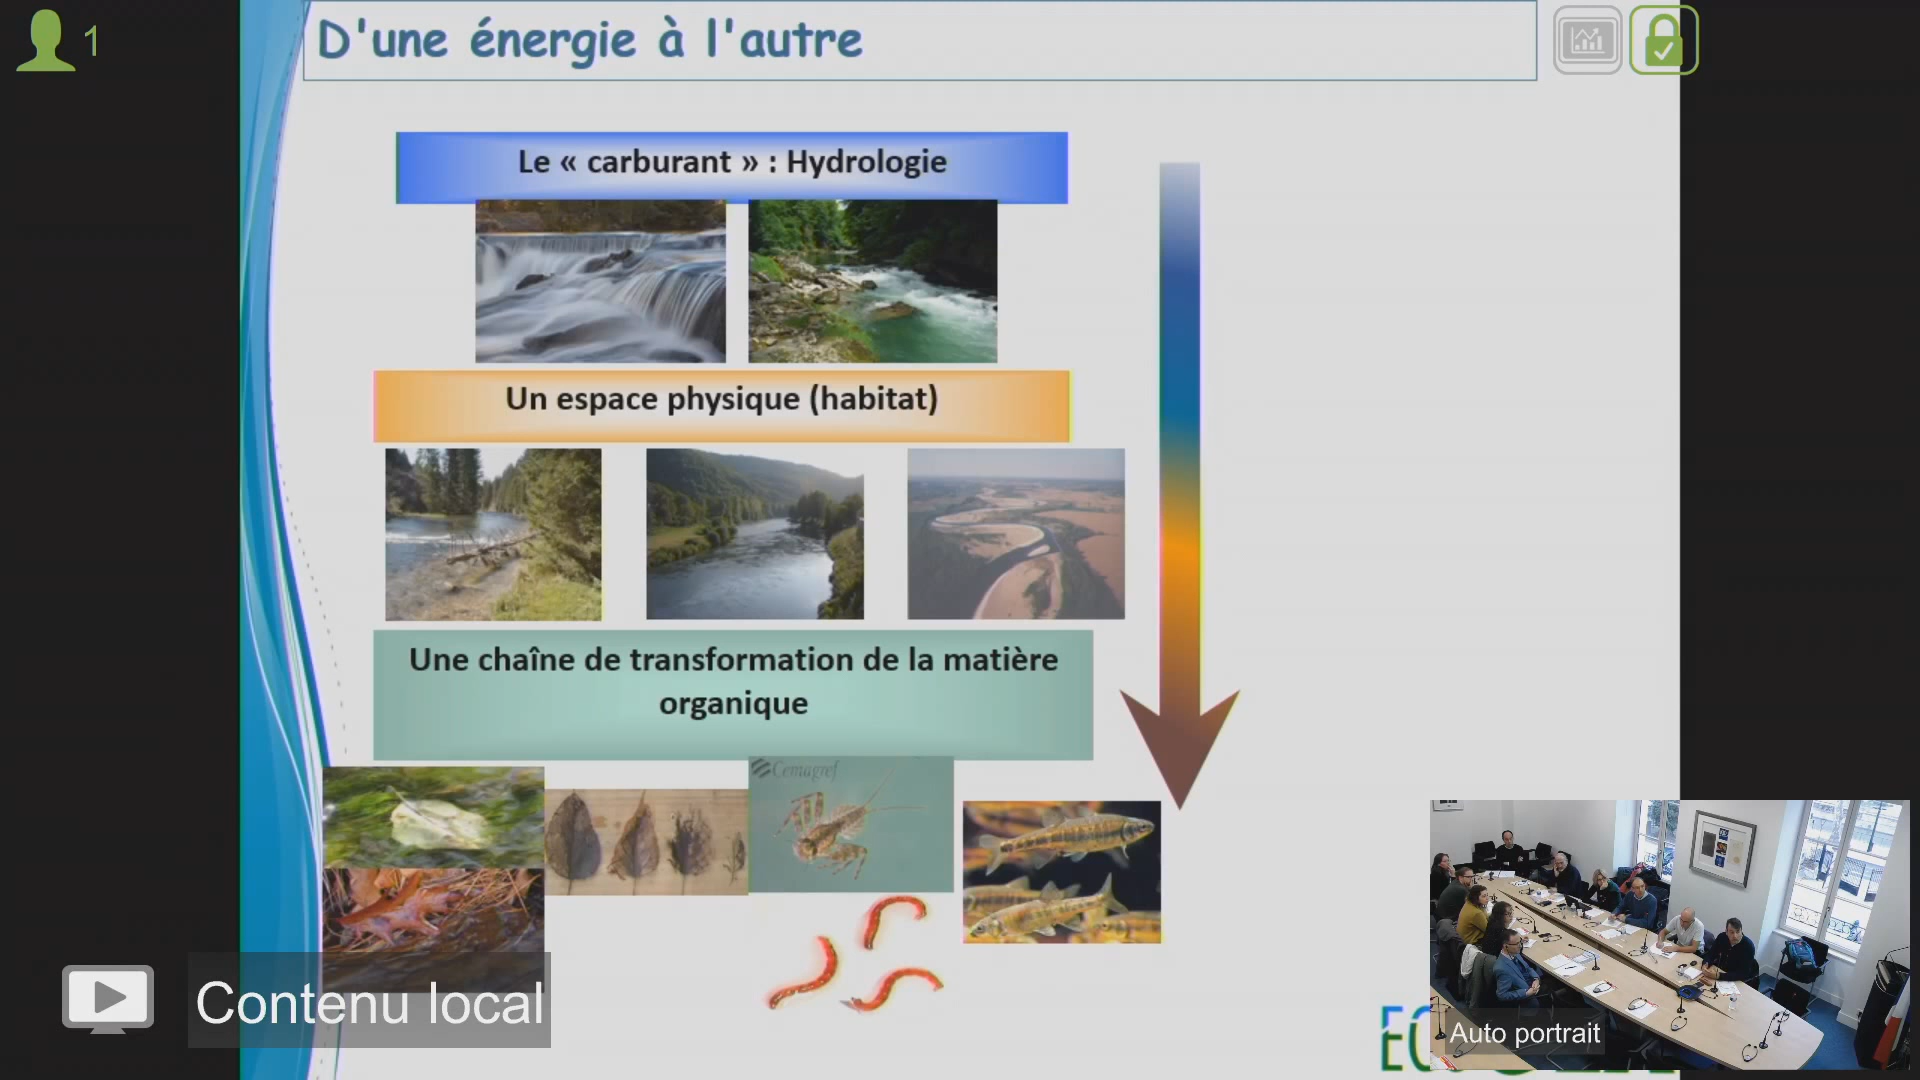 1
D'une énergie à l'autre
Le « carburant » : Hydrologie
Un espace physique (habitat)
Une chaîne de transformation de la matière
organique
Cemagref
Contenu local
Auto portrait